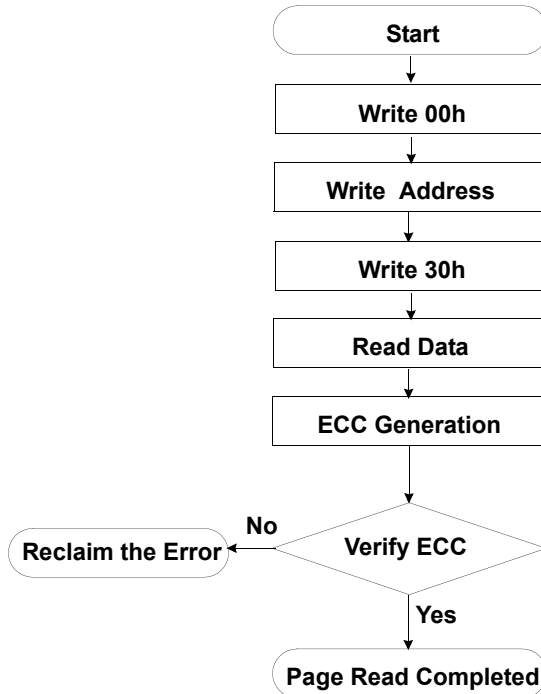 Start
Write 00h
Write Address
Write 30h
Read Data
ECC Generation
Verify ECC
No
Reclaim the Error
Yes
Page Read Completed